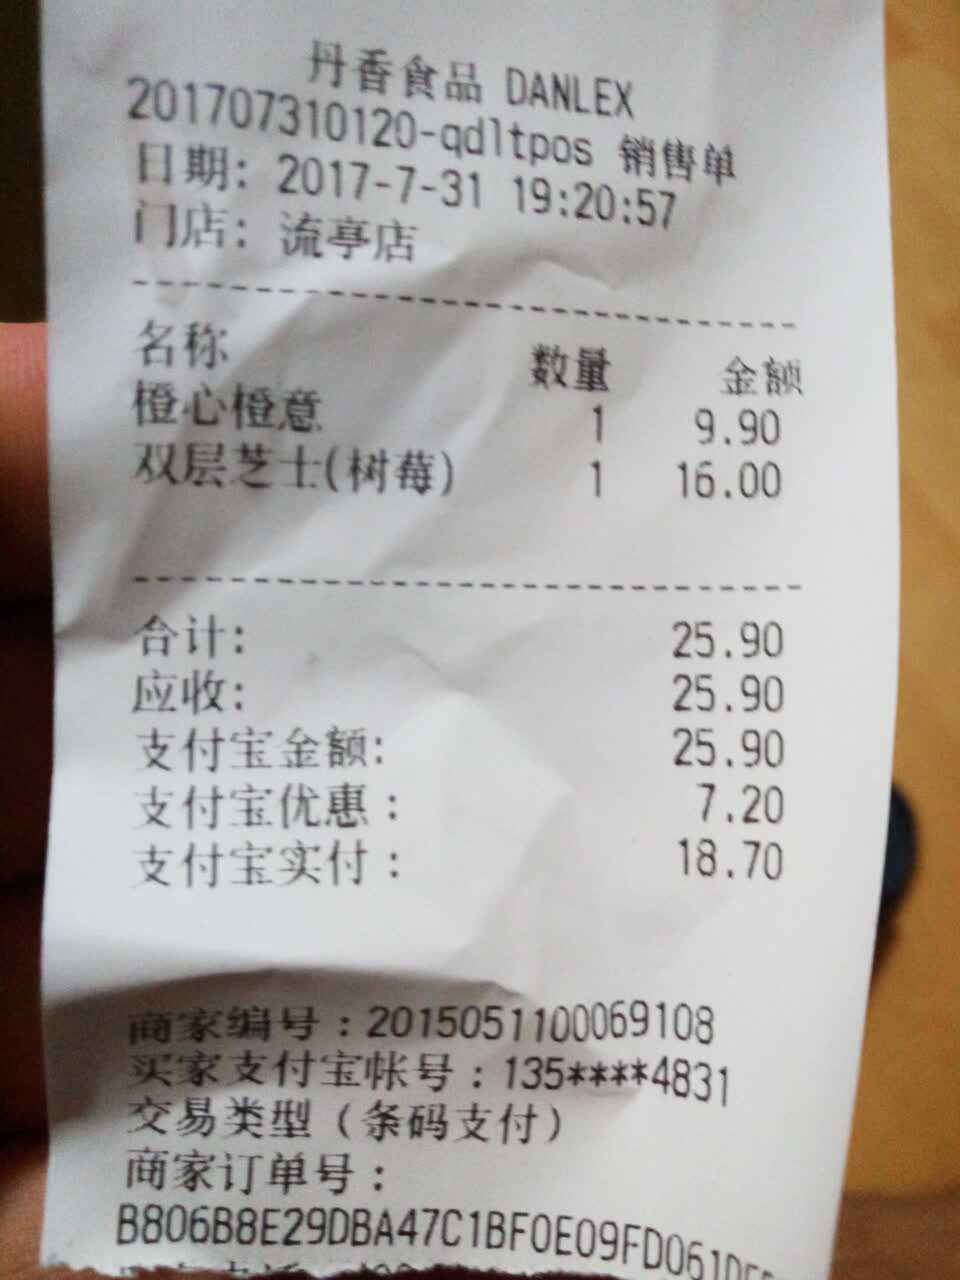 丹香食品 DANLEX
201707310120-qdltpos 销售单
日期: 2017-7-31 19:20:57
门店: 流亭店
名称 数量 金额
橙心橙意 1 9.90
双层芝士(树莓) 1 16.00
合计: 25.90
应收: 25.90
支付宝金额: 25.90
支付宝优惠: 7.20
支付宝实付: 18.70
商家编号:2015051100069108
买家支付宝帐号:135****4831
交易类型(条码支付)
商家订单号: